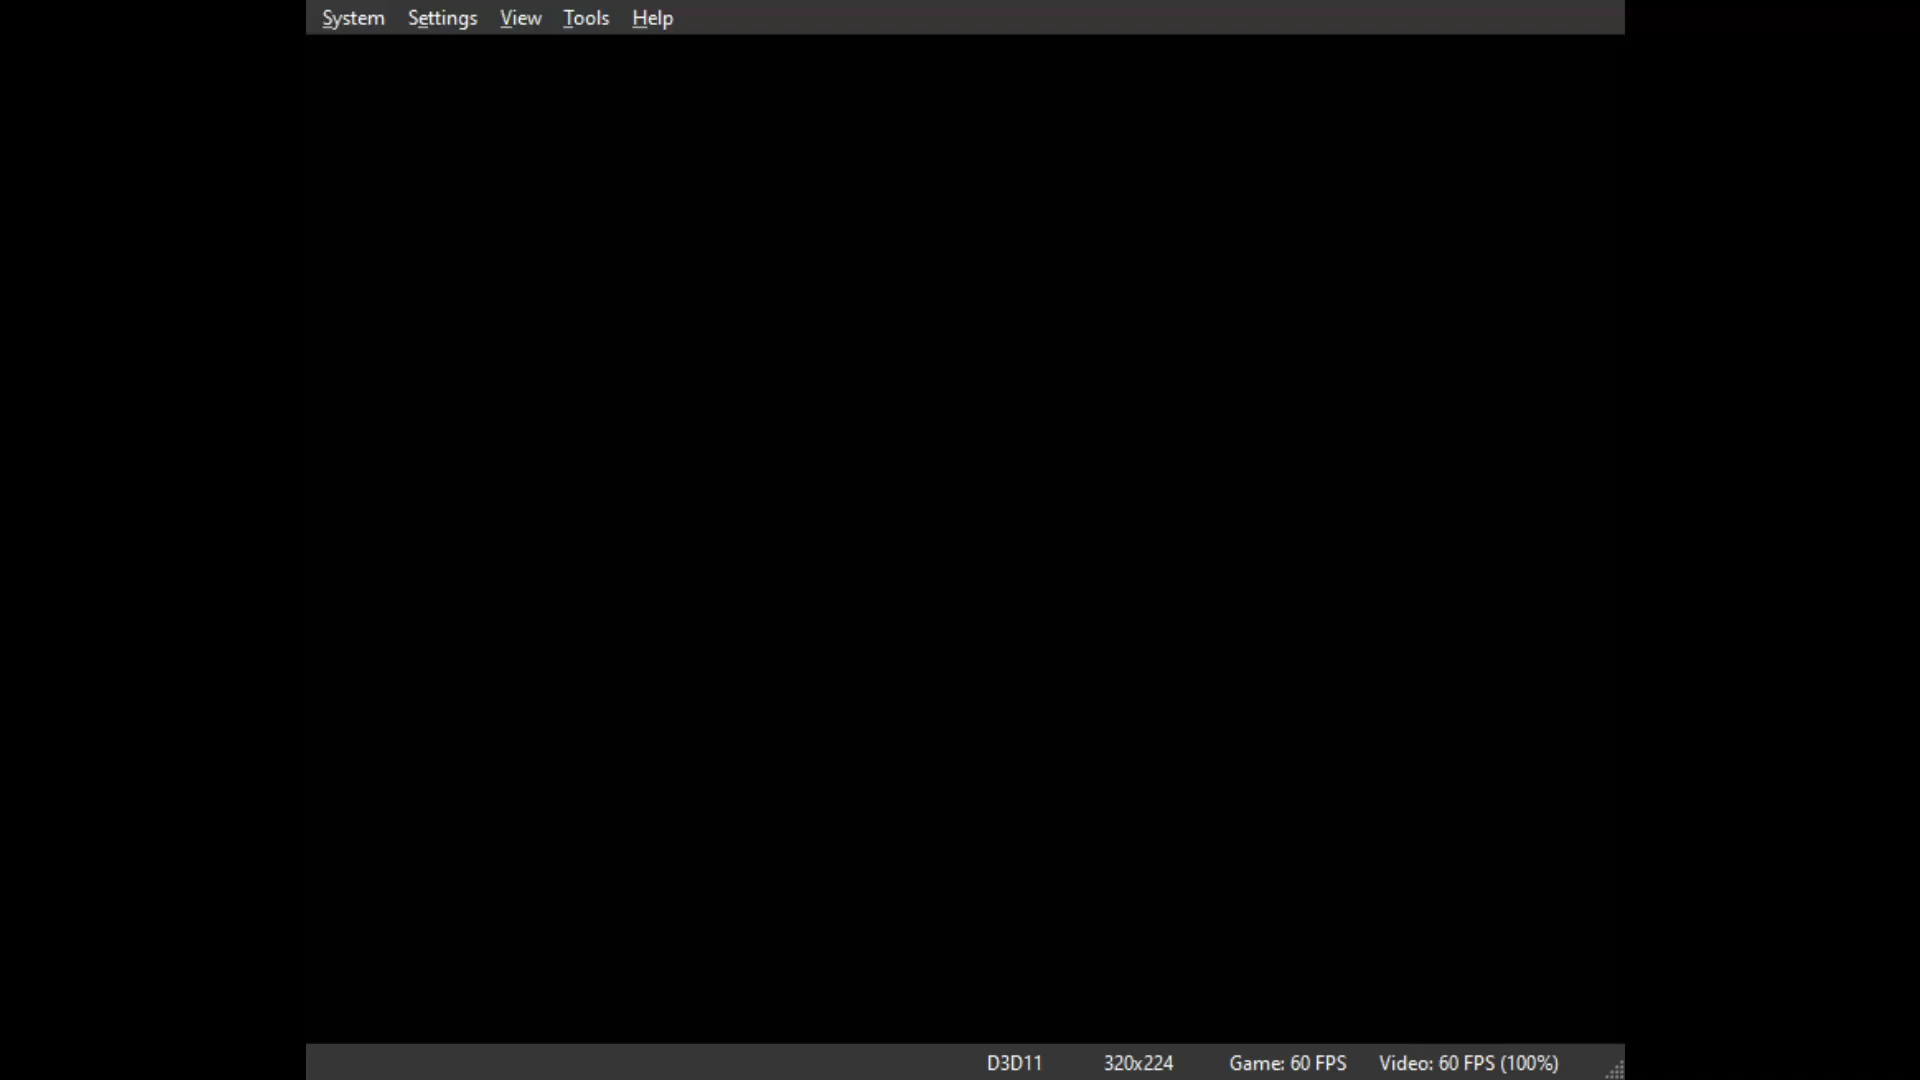 System Settings View Tools Help
D3D11 320x224 Game: 60 FPS Video: 60 FPS (100%)